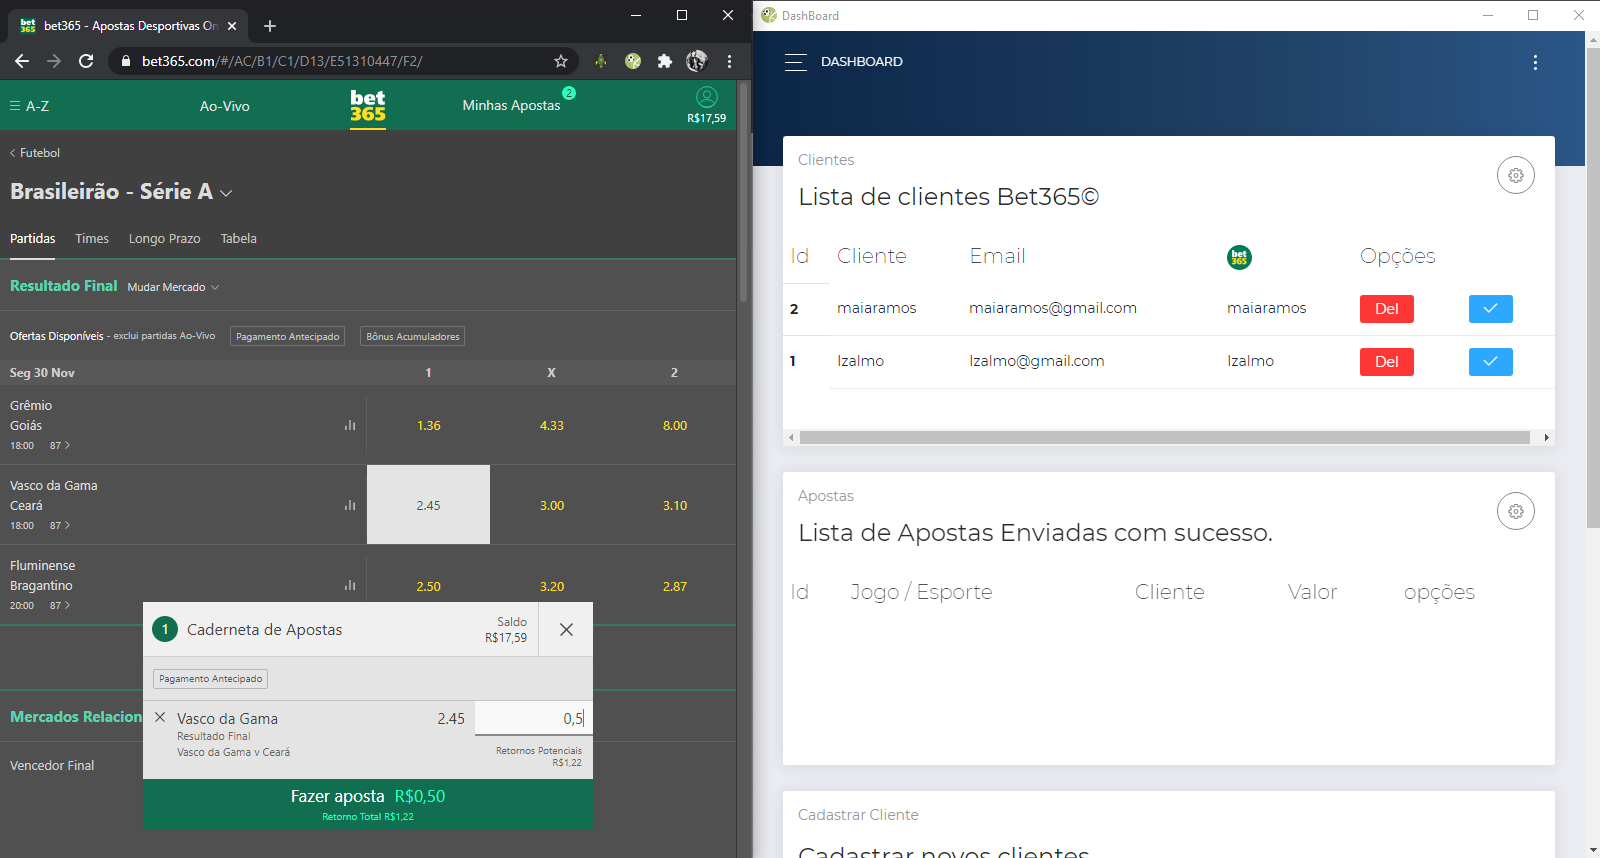 bet365 - Apostas Desportivas On
bet365.com/#/AC/B1/C1/D13/E51310447/F2/
A-Z
Ao-Vivo
bet365
Minhas Apostas 2
R$17,59
Futebol
Brasileirão - Série A
Partidas Times Longo Prazo Tabela
Resultado Final Mudar Mercado
Ofertas Disponíveis - exclui partidas Ao-Vivo Pagamento Antecipado Bônus Acumuladores
Seg 30 Nov 1 X 2
Grêmio
Goiás 1.36 4.33 8.00
18:00 87
Vasco da Gama
Ceará 2.45 3.00 3.10
18:00 87
Fluminense
Bragantino 2.50 3.20 2.87
20:00 87
1 Caderneta de Apostas
Saldo
R$17,59
Pagamento Antecipado
Vasco da Gama 2.45 0,5
Resultado Final
Vasco da Gama v Ceará
Retornos Potenciais
R$1,22
Fazer aposta R$0,50
Retorno Total R$1,22
Mercados Relacion
Vencedor Final
DashBoard
DASHBOARD
Clientes
Lista de clientes Bet365©
Id Cliente Email bet365 Opções
2 maiaramos maiaramos@gmail.com maiaramos Del
1 Izalmo Izalmo@gmail.com Izalmo Del
Apostas
Lista de Apostas Enviadas com sucesso.
Id Jogo / Esporte Cliente Valor opções
Cadastrar Cliente
Cadastrar novos clientes